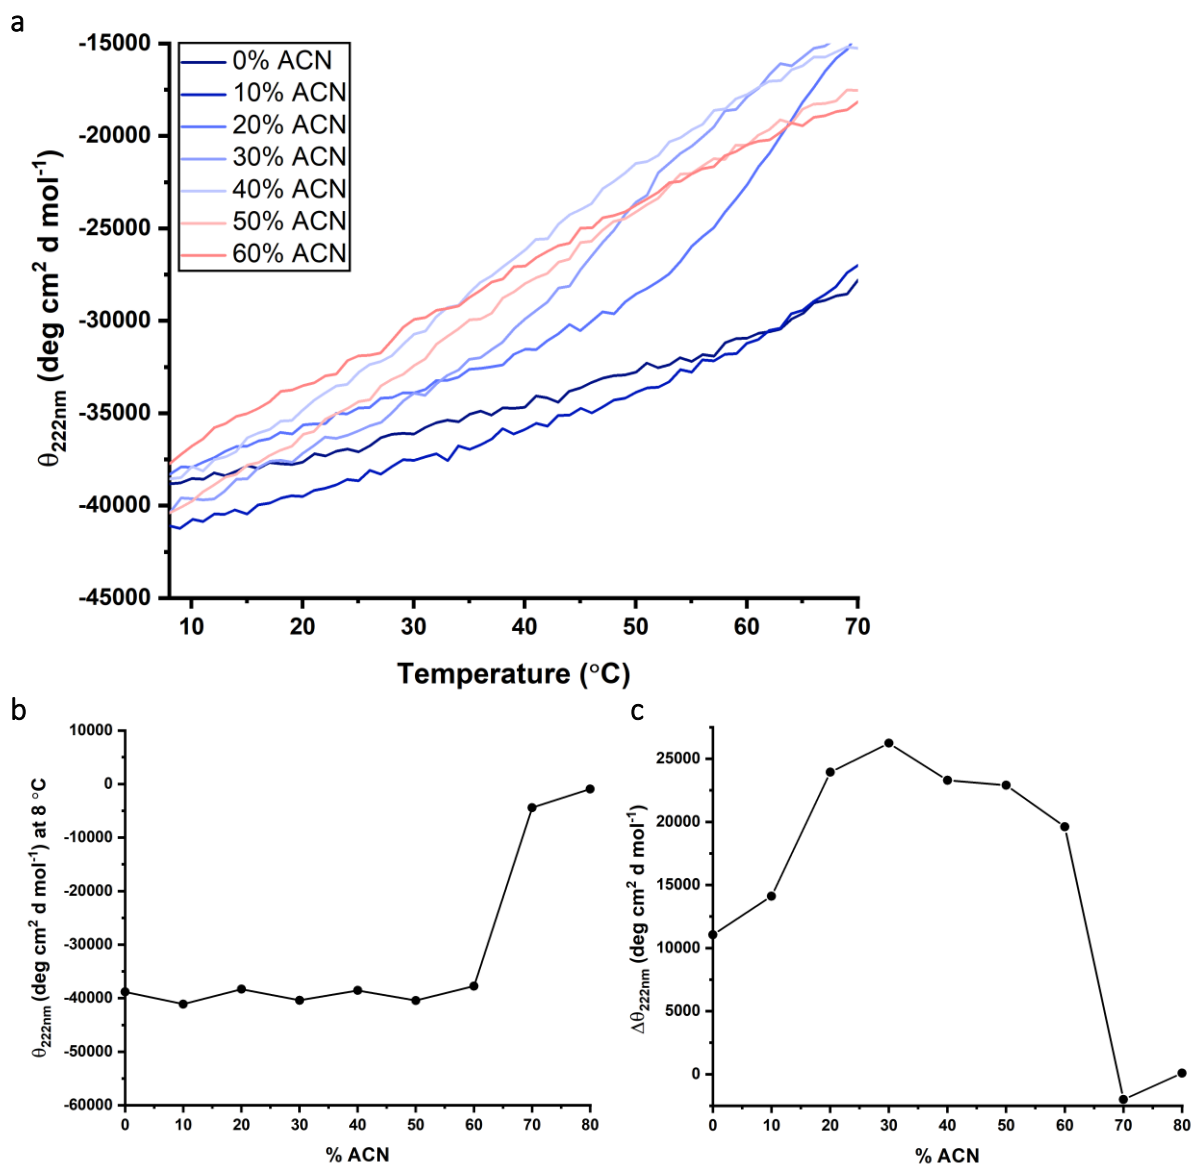 a
-15000
-20000
-25000
-30000
-35000
-40000
-45000
θ222nm (deg cm² d mol⁻¹)
0% ACN
10% ACN
20% ACN
30% ACN
40% ACN
50% ACN
60% ACN
10 20 30 40 50 60 70
Temperature (°C)
b
10000
0
-10000
-20000
-30000
-40000
-50000
-60000
θ222nm (deg cm² d mol⁻¹) at 8 °C
0 10 20 30 40 50 60 70 80
% ACN
c
25000
20000
15000
10000
5000
0
Δθ222nm (deg cm² d mol⁻¹)
0 10 20 30 40 50 60 70 80
% ACN